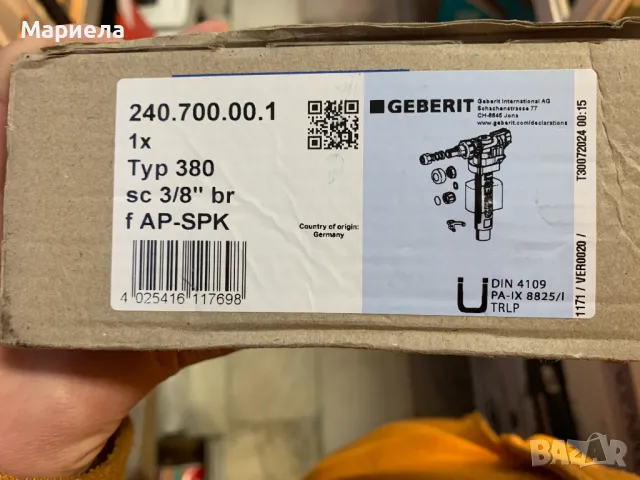 Мариела
240.700.00.1
1x
Typ 380
sc 3/8" br
f AP-SPK
4 025416 117698
Country of origin:
Germany
GEBERIT
Geberit International AG
Schachenstrasse 77
CH-8645 Jona
www.geberit.com/declarations
DIN 4109
PA-IX 8825/I
TRLP
1171 / VER0020 / T30072024 00:15
BAZAR